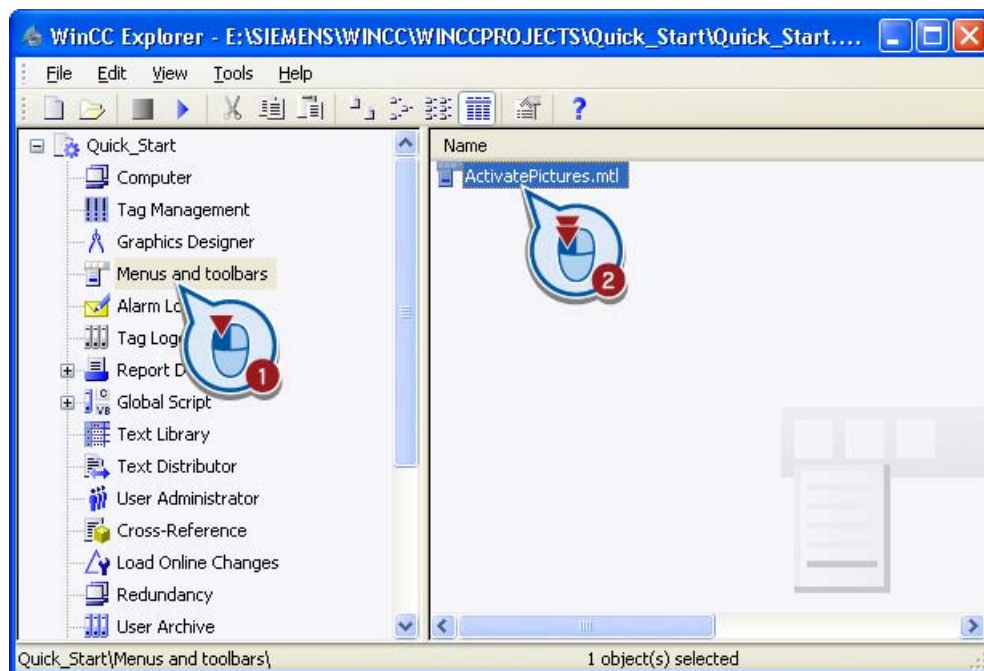 WinCC Explorer - E:\SIEMENS\WINCC\WINCCPROJECTS\Quick_Start\Quick_Start....
File Edit View Tools Help
Quick_Start
Computer
Tag Management
Graphics Designer
Menus and toolbars
Alarm Lo
Tag Log
Report D
Global Script
Text Library
Text Distributor
User Administrator
Cross-Reference
Load Online Changes
Redundancy
User Archive
Name
ActivatePictures.mtl
1
2
Quick_Start\Menus and toolbars\ 1 object(s) selected